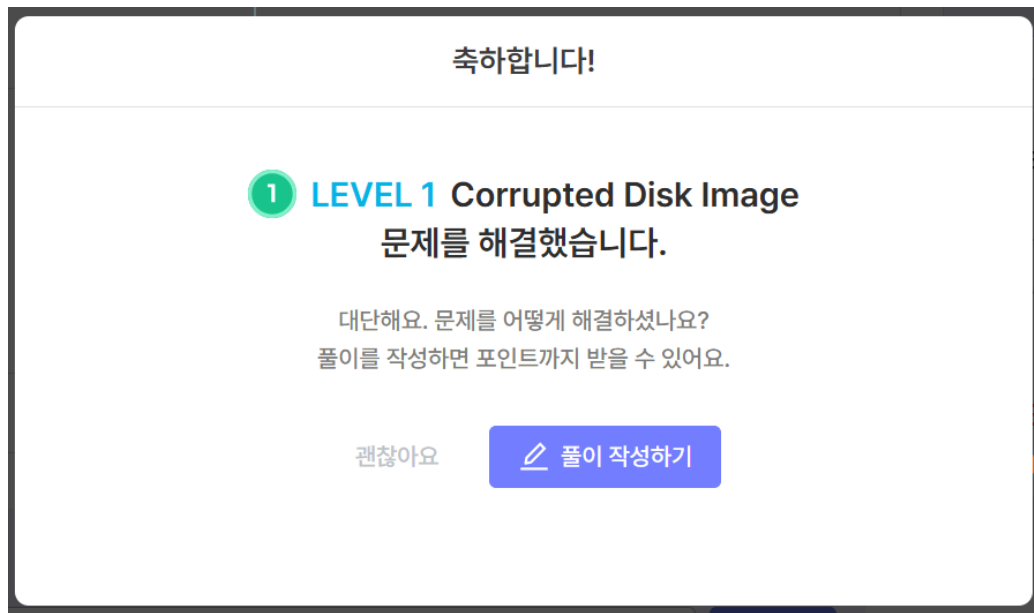 축하합니다!
1 LEVEL 1 Corrupted Disk Image
문제를 해결했습니다.
대단해요. 문제를 어떻게 해결하셨나요?
풀이를 작성하면 포인트까지 받을 수 있어요.
괜찮아요 풀이 작성하기